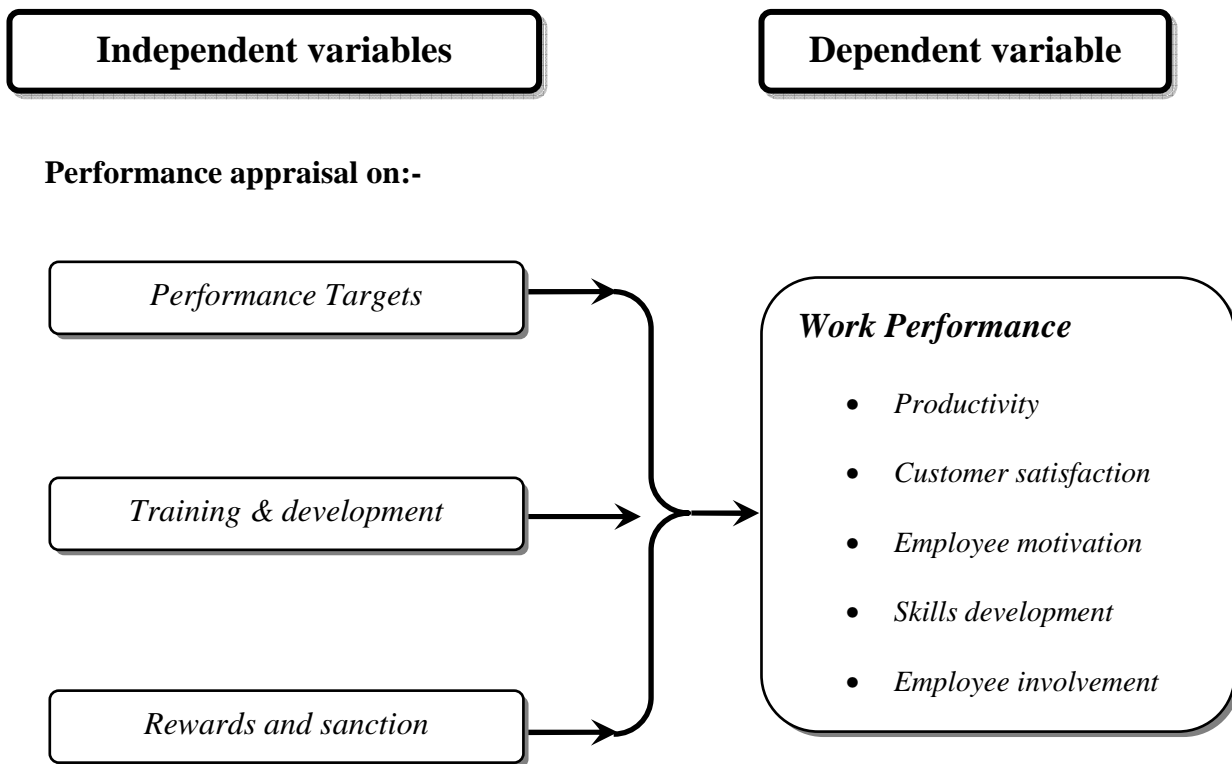 Independent variables
Dependent variable
Performance appraisal on:-
Performance Targets
Training & development
Rewards and sanction
Work Performance
• Productivity
• Customer satisfaction
• Employee motivation
• Skills development
• Employee involvement